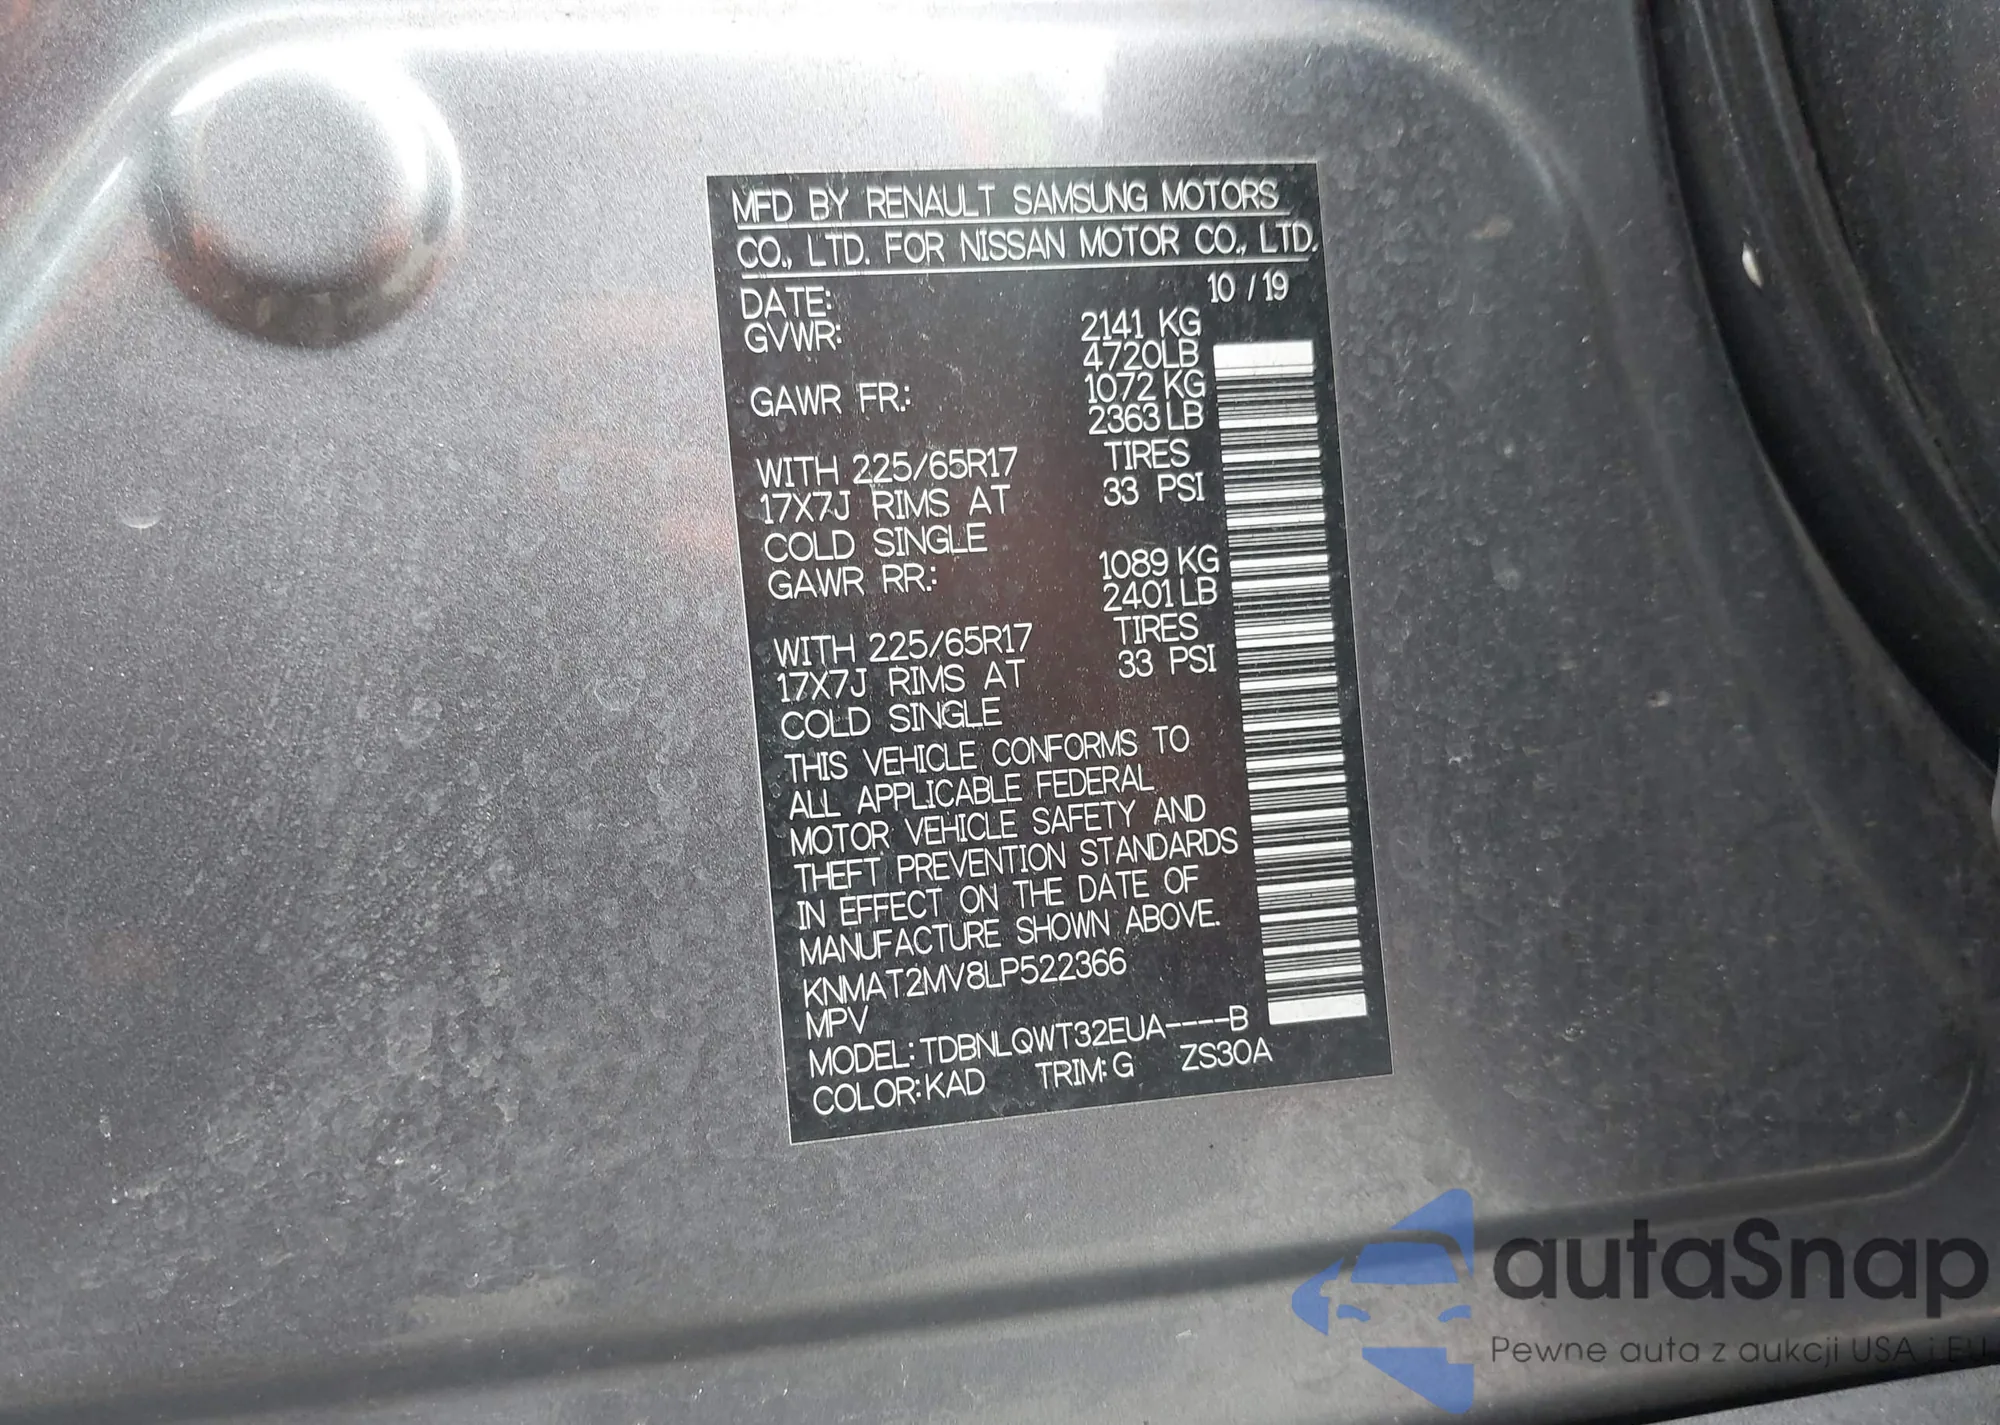 MFD BY RENAULT SAMSUNG MOTORS
CO., LTD. FOR NISSAN MOTOR CO., LTD.
DATE: 10 / 19
GVWR: 2141 KG
4720LB
GAWR FR.: 1072 KG
2363 LB
WITH 225/65R17 TIRES
17X7J RIMS AT 33 PSI
COLD SINGLE
GAWR RR.: 1089 KG
2401 LB
WITH 225/65R17 TIRES
17X7J RIMS AT 33 PSI
COLD SINGLE
THIS VEHICLE CONFORMS TO
ALL APPLICABLE FEDERAL
MOTOR VEHICLE SAFETY AND
THEFT PREVENTION STANDARDS
IN EFFECT ON THE DATE OF
MANUFACTURE SHOWN ABOVE.
KNMAT2MV8LP522366
MPV
MODEL: TDBNLQWT32EUA----B
COLOR: KAD TRIM: G ZS30A
autaSnap
Pewne auta z aukcji USA i EU